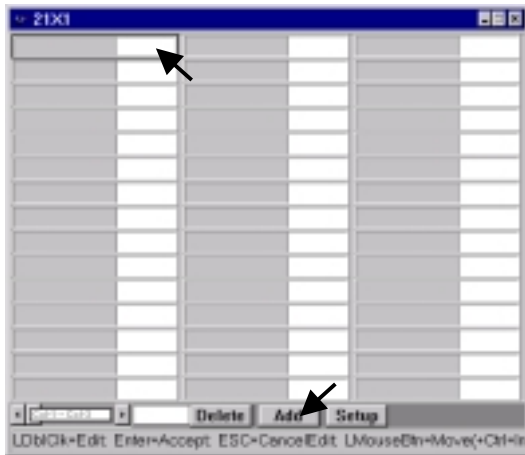 21X1
Delete Add Setup
LDblClk=Edit Enter=Accept ESC=CancelEdit LMouseBtn=Move(+Ctrl=In